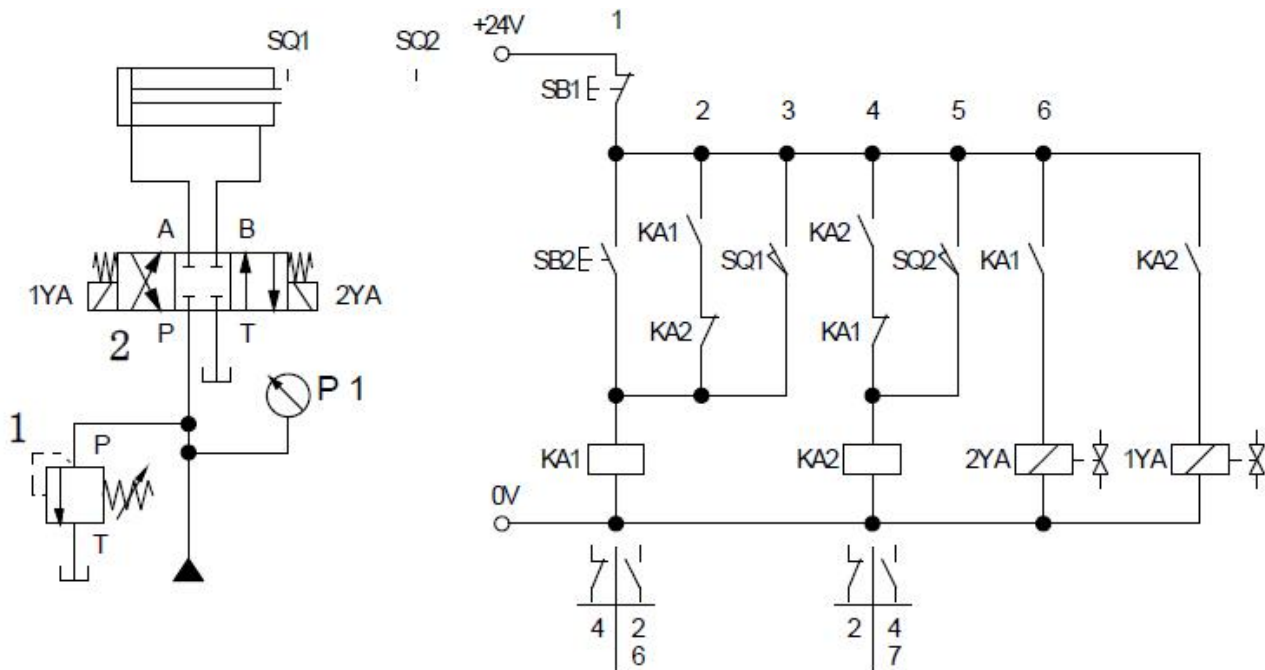 SQ1 SQ2
A B
1YA 2YA
P T
2
P 1
1
P
T
+24V
1
SB1
2 3 4 5 6
SB2 KA1 SQ1 KA2 SQ2 KA1 KA2
KA2 KA1
KA1 KA2 2YA 1YA
0V
4 2 2 4
6 7